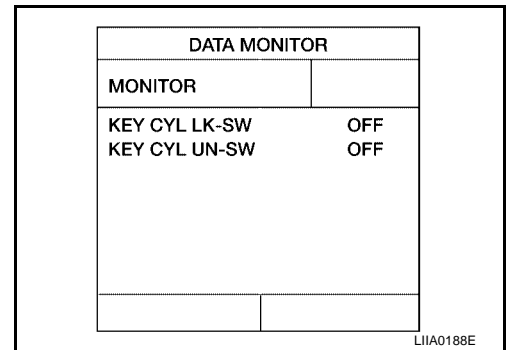 DATA MONITOR
MONITOR
KEY CYL LK-SW OFF
KEY CYL UN-SW OFF
LIIA0188E